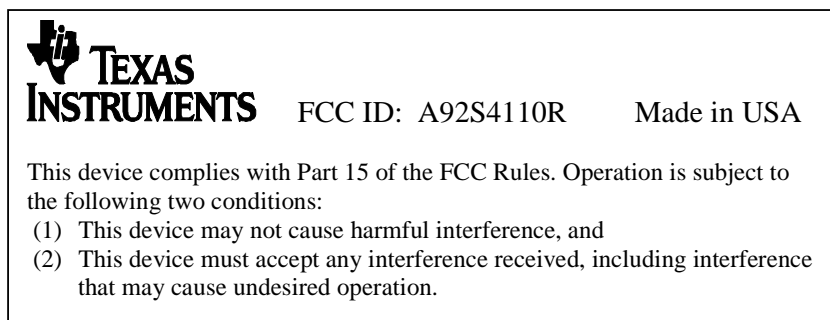 TEXAS
INSTRUMENTS FCC ID: A92S4110R Made in USA
This device complies with Part 15 of the FCC Rules. Operation is subject to
the following two conditions:
(1) This device may not cause harmful interference, and
(2) This device must accept any interference received, including interference
that may cause undesired operation.